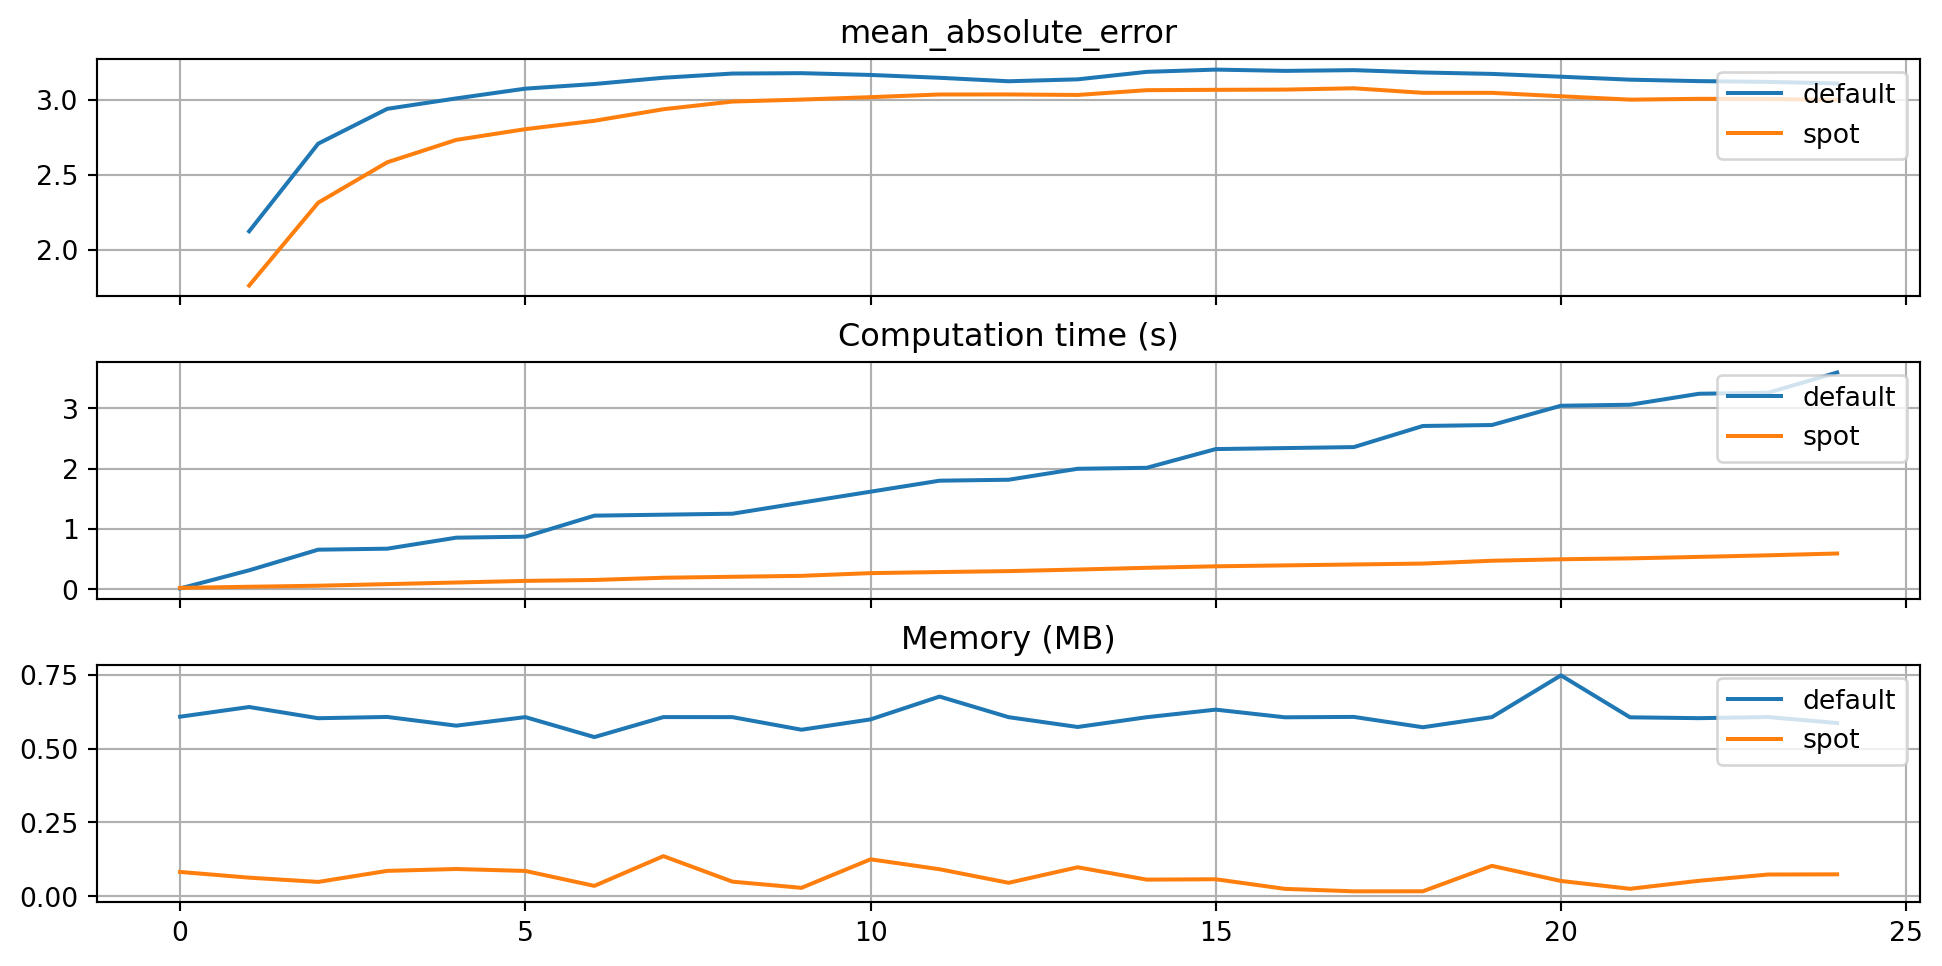 mean_absolute_error
3.0
2.5
2.0
default
spot
Computation time (s)
3
2
1
0
default
spot
Memory (MB)
0.75
0.50
0.25
0.00
default
spot
0 5 10 15 20 25